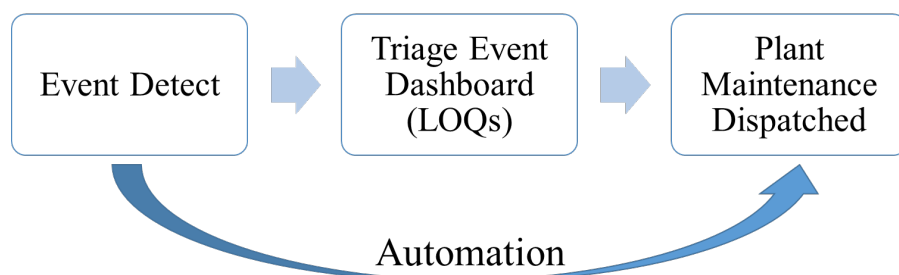 Event Detect
Triage Event
Dashboard
(LOQs)
Plant
Maintenance
Dispatched
Automation